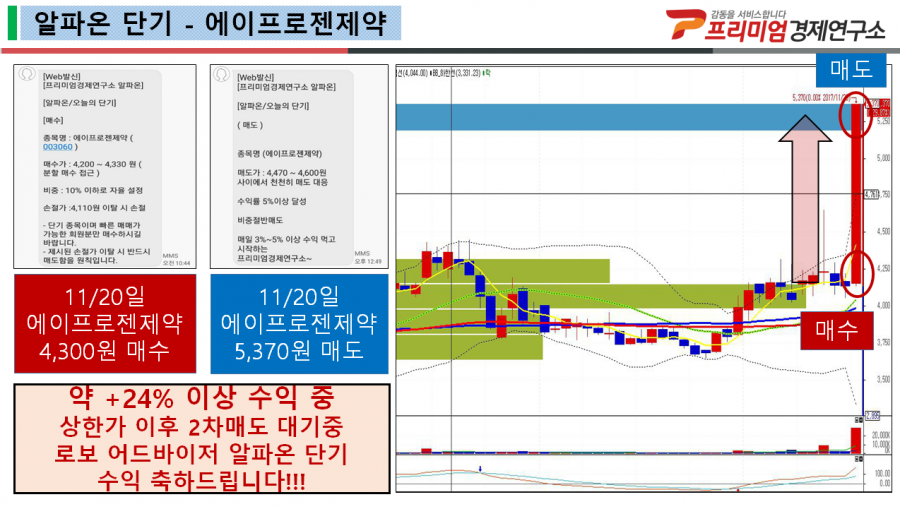 알파온 단기 - 에이프로젠제약
감동을 서비스합니다
프리미엄경제연구소
[Web발신]
[프리미엄경제연구소 알파온]
[알파온/오늘의 단기]
[매수]
종목명 : 에이프로젠제약 (
003060 )
매수가 : 4,200 ~ 4,330 원 (
분할 매수 접근 )
비중 : 10% 이하로 자율 설정
손절가 :4,110원 이탈 시 손절
- 단기 종목이며 빠른 매매가
가능한 회원분만 매수하시길
바랍니다.
- 제시된 손절가 이탈 시 반드시
매도함을 원칙입니다.
MMS
오전 10:44
[Web발신]
[프리미엄경제연구소 알파온]
[알파온/오늘의 단기]
( 매도 )
종목명 (에이프로젠제약)
매도가 : 4,470 ~ 4,600원
사이에서 천천히 매도 대응
수익률 5%이상 달성
비중절반매도
매일 3%~5% 이상 수익 먹고
시작하는
프리미엄경제연구소~
MMS
오후 12:49
11/20일
에이프로젠제약
4,300원 매수
11/20일
에이프로젠제약
5,370원 매도
약 +24% 이상 수익 중
상한가 이후 2차매도 대기중
로보 어드바이저 알파온 단기
수익 축하드립니다!!!
매도
5,250
5,000
4,750
4,500
4,250
4,000
3,750
3,500
매수
20,000K
10,000K
100.00
0.00